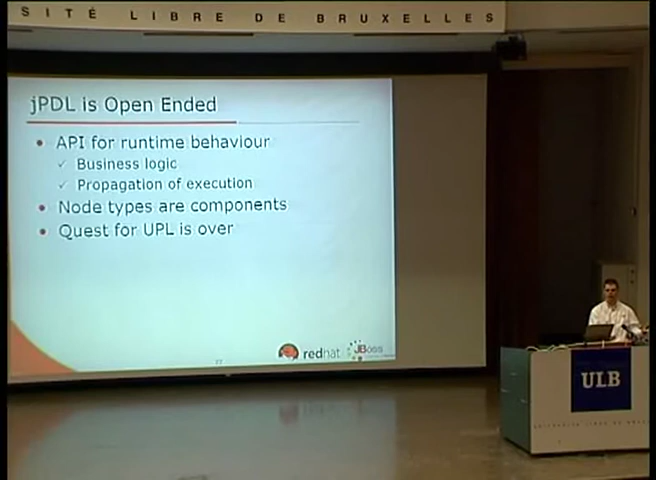 SITÉ LIBRE DE BRUXELLES
jPDL is Open Ended
API for runtime behaviour
Business logic
Propagation of execution
Node types are components
Quest for UPL is over
redhat JBoss
ULB